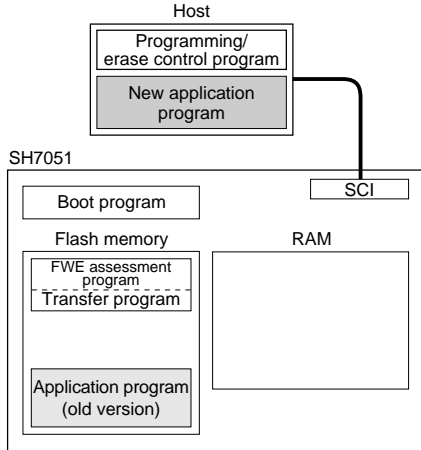 Host
Programming/
erase control program
New application
program
SH7051
SCI
Boot program
Flash memory
RAM
FWE assessment
program
Transfer program
Application program
(old version)